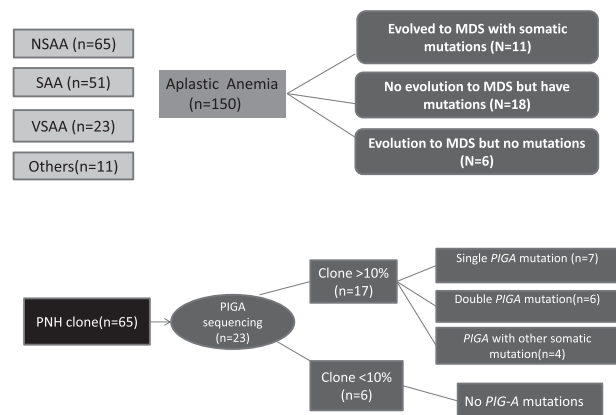 NSAA (n=65)
SAA (n=51)
VSAA (n=23)
Others(n=11)
Aplastic Anemia
(n=150)
Evolved to MDS with somatic
mutations (N=11)
No evolution to MDS but have
mutations (N=18)
Evolution to MDS but no mutations
(N=6)
PNH clone(n=65)
PIGA
sequencing
(n=23)
Clone >10%
(n=17)
Single PIGA mutation (n=7)
Double PIGA mutation(n=6)
PIGA with other somatic
mutation(n=4)
Clone <10%
(n=6)
No PIG-A mutations